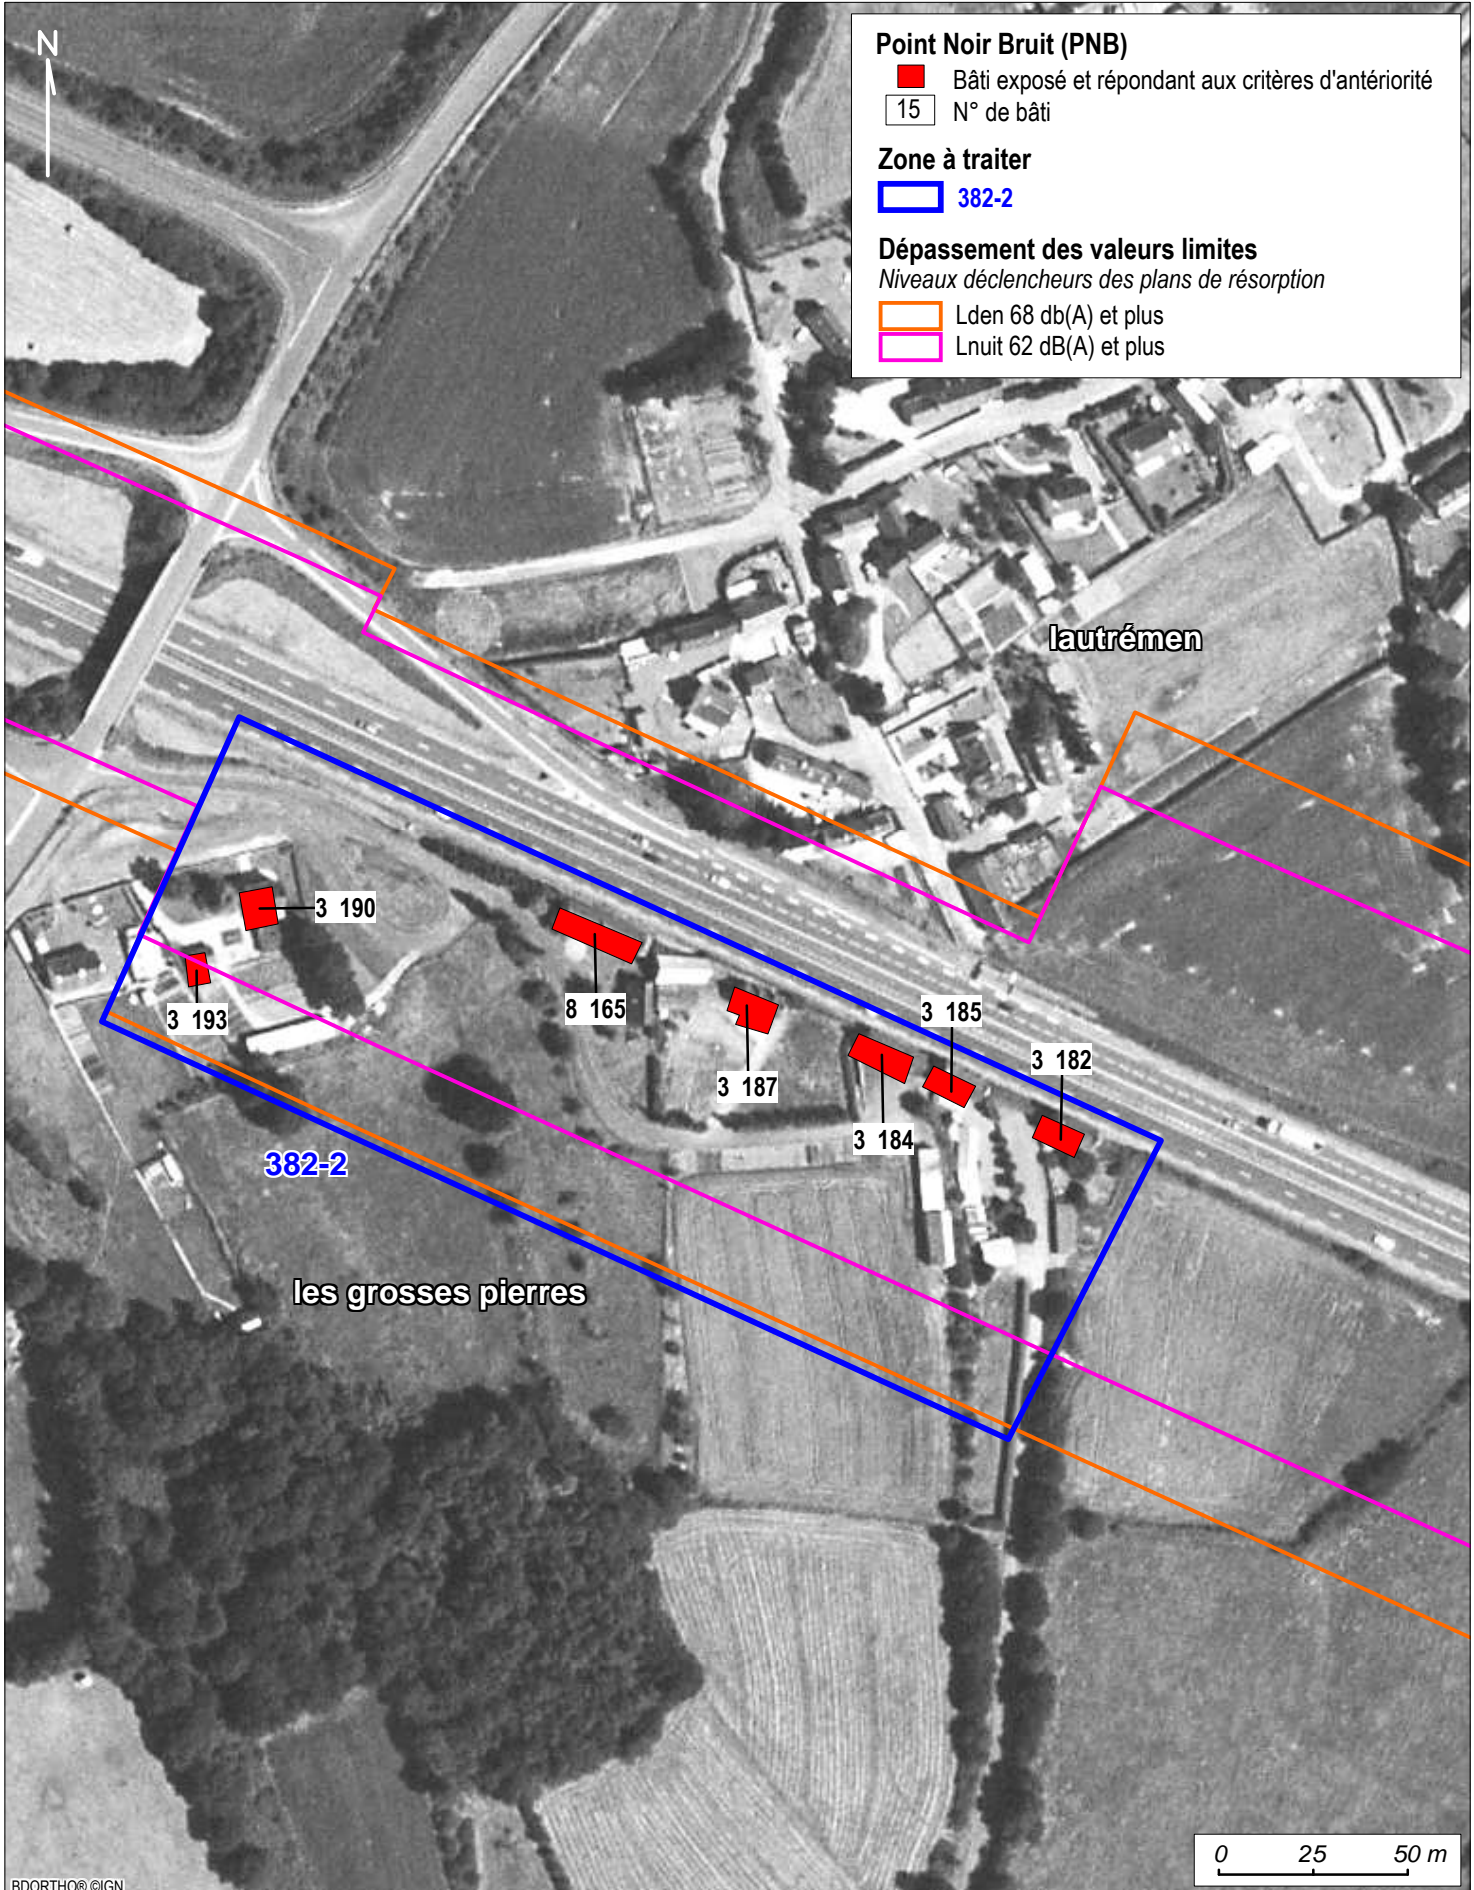 N
Point Noir Bruit (PNB)
Bâti exposé et répondant aux critères d'antériorité
15 N° de bâti
Zone à traiter
382-2
Dépassement des valeurs limites
Niveaux déclencheurs des plans de résorption
Lden 68 db(A) et plus
Lnuit 62 dB(A) et plus
lautrémen
3 190
3 193
8 165
3 185
3 187
3 182
3 184
382-2
les grosses pierres
0 25 50 m
BDORTHO® ©IGN